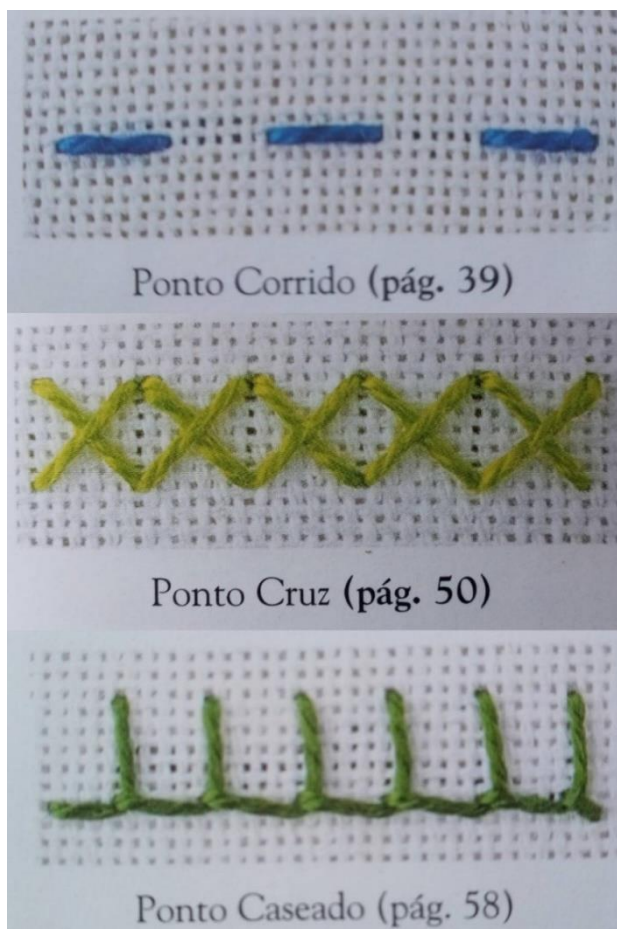 Ponto Corrido (pág. 39)
Ponto Cruz (pág. 50)
Ponto Caseado (pág. 58)